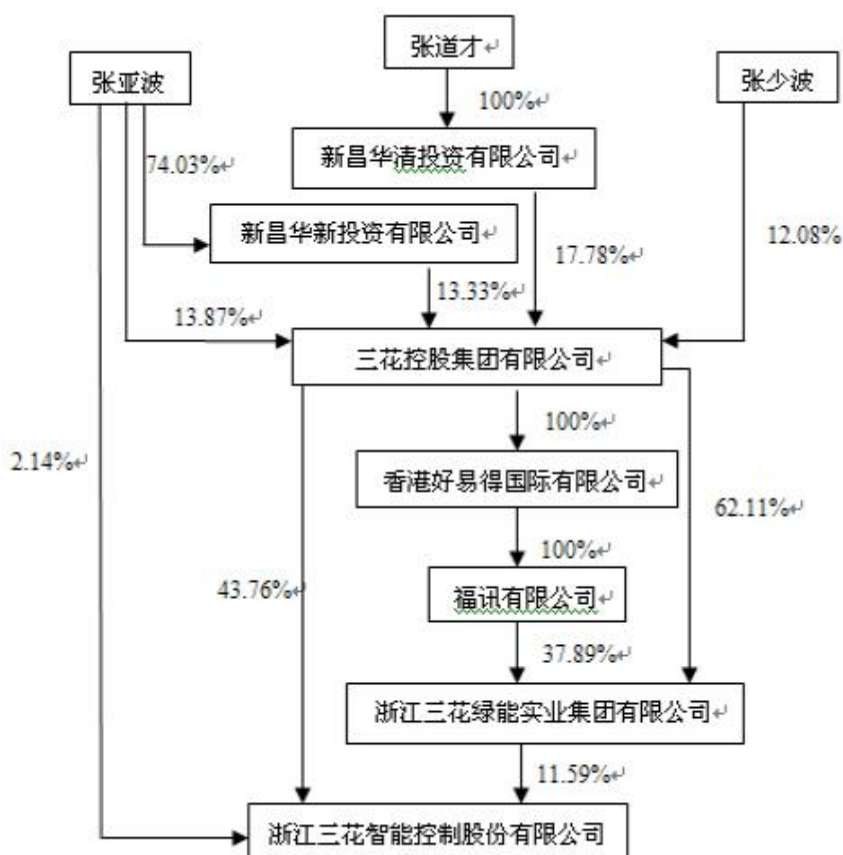 张道才↵
张亚波
张少波
100%↵
新昌华清投资有限公司↵
74.03%↵
新昌华新投资有限公司↵
12.08%
17.78%↵
13.33%↵
13.87%↵
三花控股集团有限公司↵
100%↵
2.14%↵
香港好易得国际有限公司↵
62.11%↵
100%↵
43.76%↵
福讯有限公司↵
37.89%↵
浙江三花绿能实业集团有限公司↵
11.59%↵
浙江三花智能控制股份有限公司